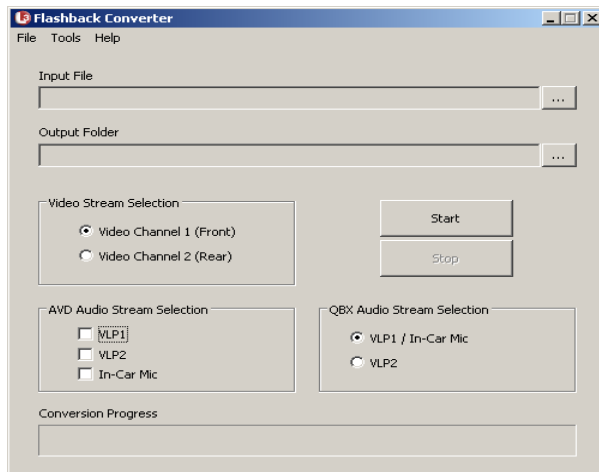 Flashback Converter
File Tools Help
Input File
...
Output Folder
...
Video Stream Selection
Video Channel 1 (Front)
Video Channel 2 (Rear)
Start
Stop
AVD Audio Stream Selection
VLP1
VLP2
In-Car Mic
QBX Audio Stream Selection
VLP1 / In-Car Mic
VLP2
Conversion Progress